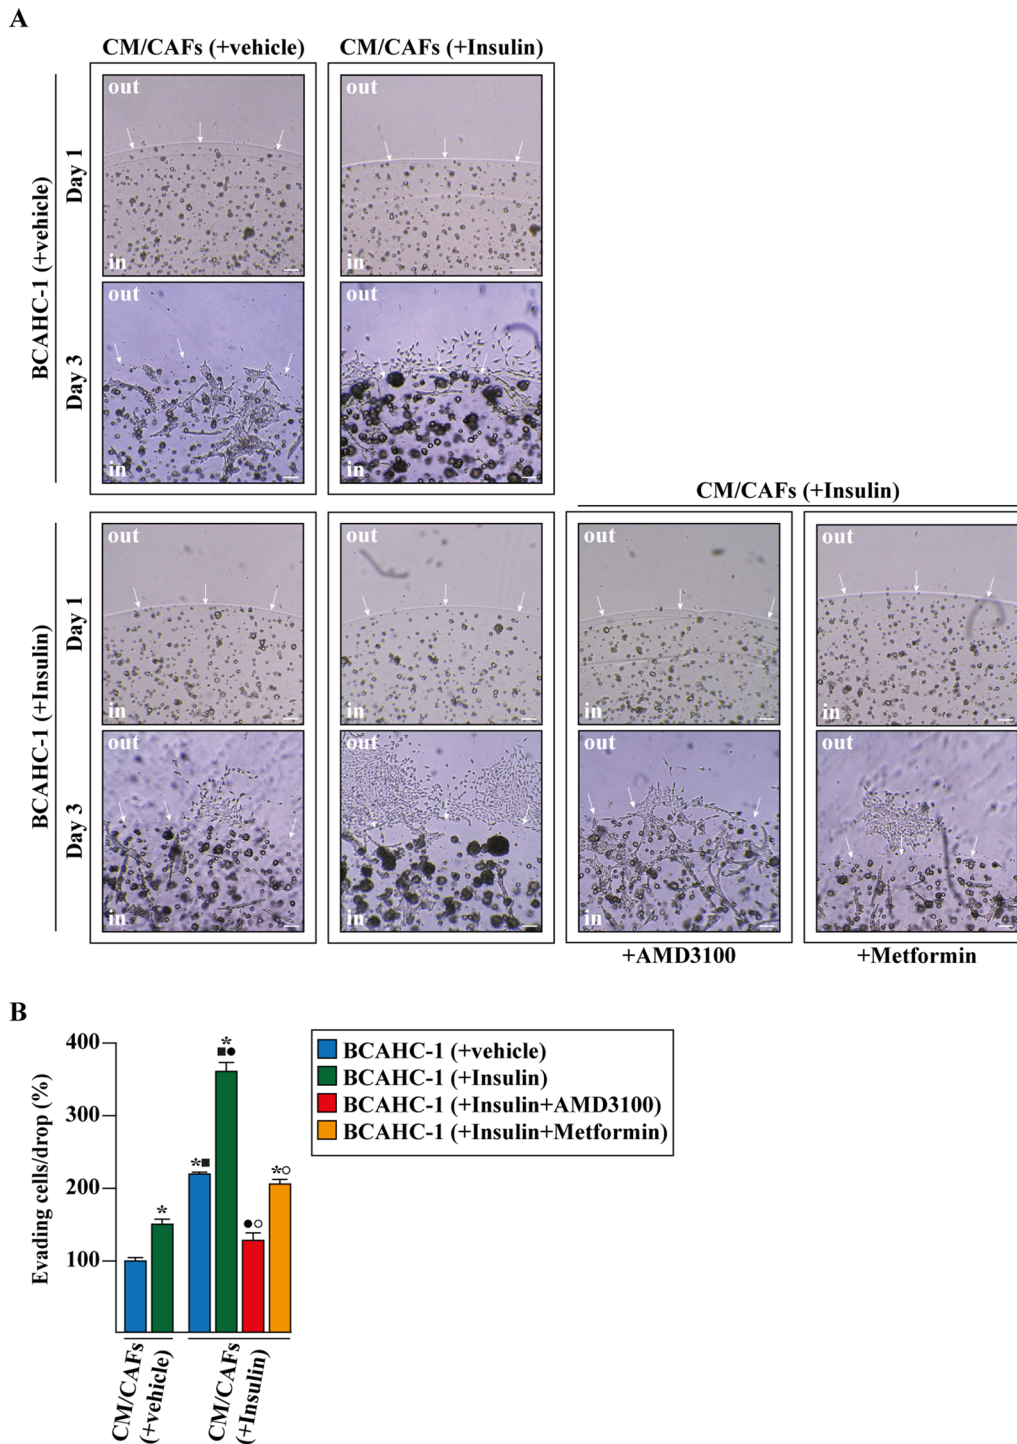 A
CM/CAFs (+vehicle)
CM/CAFs (+Insulin)
BCAHC-1 (+vehicle)
Day 1
out
in
out
in
Day 3
out
in
out
in
CM/CAFs (+Insulin)
BCAHC-1 (+Insulin)
Day 1
out
in
out
in
out
in
out
in
Day 3
out
in
out
in
out
in
out
in
+AMD3100
+Metformin
B
Evading cells/drop (%)
400
300
200
100
*
*■
*
■●
●○
*○
CM/CAFs
(+vehicle)
CM/CAFs
(+Insulin)
BCAHC-1 (+vehicle)
BCAHC-1 (+Insulin)
BCAHC-1 (+Insulin+AMD3100)
BCAHC-1 (+Insulin+Metformin)